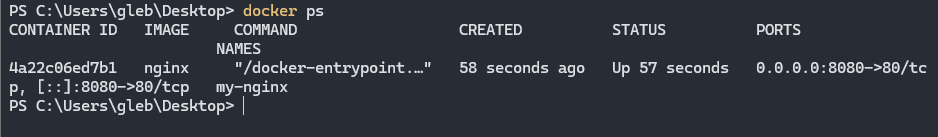 PS C:\Users\gleb\Desktop> docker ps
CONTAINER ID   IMAGE     COMMAND                  CREATED          STATUS          PORTS
                       NAMES
4a22c06ed7b1   nginx     "/docker-entrypoint.…"   58 seconds ago   Up 57 seconds   0.0.0.0:8080->80/tc
p, [::]:8080->80/tcp   my-nginx
PS C:\Users\gleb\Desktop>